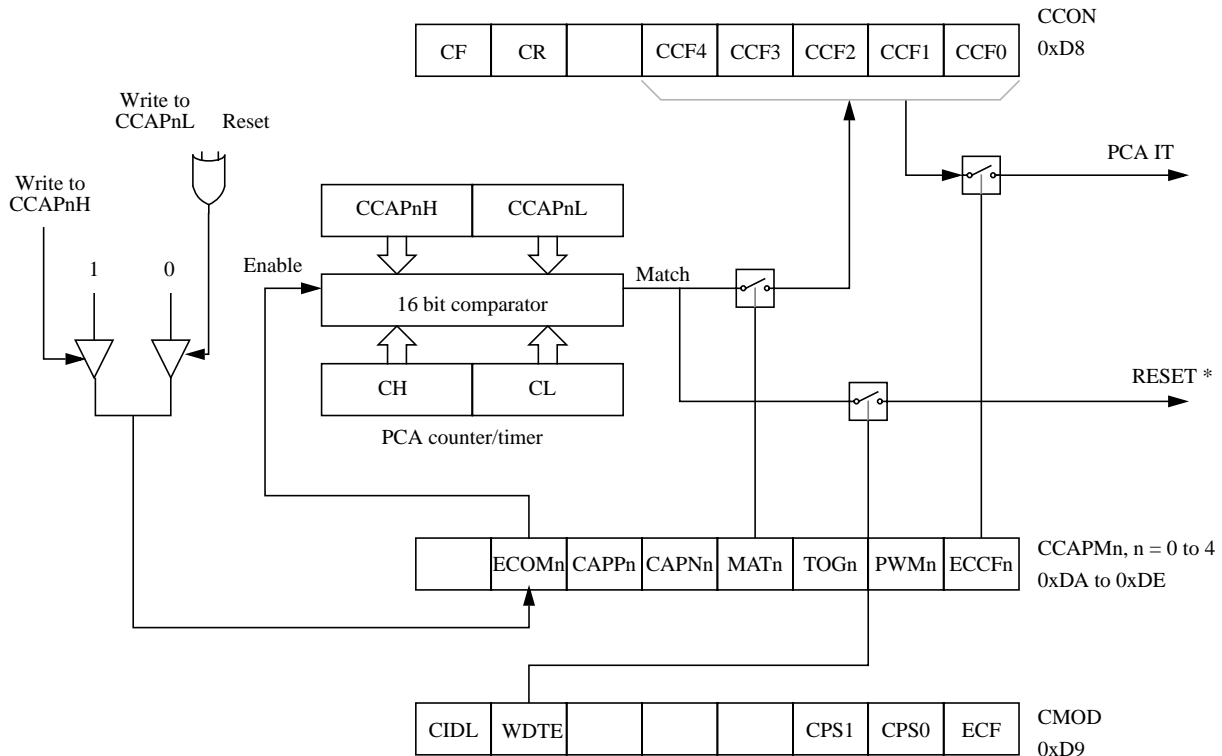 CCON
0xD8
CF CR CCF4 CCF3 CCF2 CCF1 CCF0
Write to
CCAPnL Reset
Write to
CCAPnH
PCA IT
CCAPnH CCAPnL
1 0 Enable
Match
16 bit comparator
CH CL
RESET *
PCA counter/timer
ECOMn CAPPn CAPNn MATn TOGn PWMn ECCFn
CCAPMn, n = 0 to 4
0xDA to 0xDE
CIDL WDTE CPS1 CPS0 ECF
CMOD
0xD9